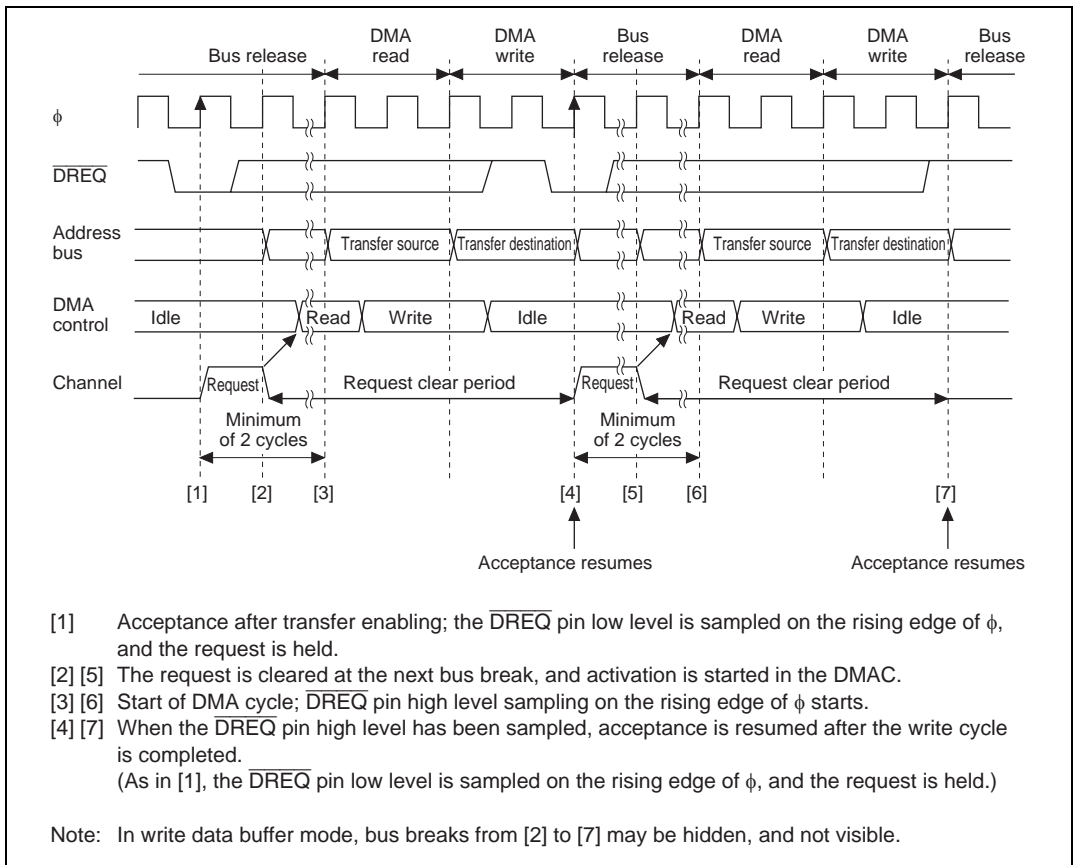 Bus release
DMA
read
DMA
write
Bus
release
DMA
read
DMA
write
Bus
release
ϕ
DREQ
Address
bus
Transfer source
Transfer destination
Transfer source
Transfer destination
DMA
control
Idle
Read
Write
Idle
Read
Write
Idle
Channel
Request
Request clear period
Request
Request clear period
Minimum
of 2 cycles
Minimum
of 2 cycles
[1] [2] [3] [4] [5] [6] [7]
Acceptance resumes
Acceptance resumes
[1] Acceptance after transfer enabling; the DREQ pin low level is sampled on the rising edge of ϕ,
and the request is held.
[2] [5] The request is cleared at the next bus break, and activation is started in the DMAC.
[3] [6] Start of DMA cycle; DREQ pin high level sampling on the rising edge of ϕ starts.
[4] [7] When the DREQ pin high level has been sampled, acceptance is resumed after the write cycle
is completed.
(As in [1], the DREQ pin low level is sampled on the rising edge of ϕ, and the request is held.)
Note: In write data buffer mode, bus breaks from [2] to [7] may be hidden, and not visible.